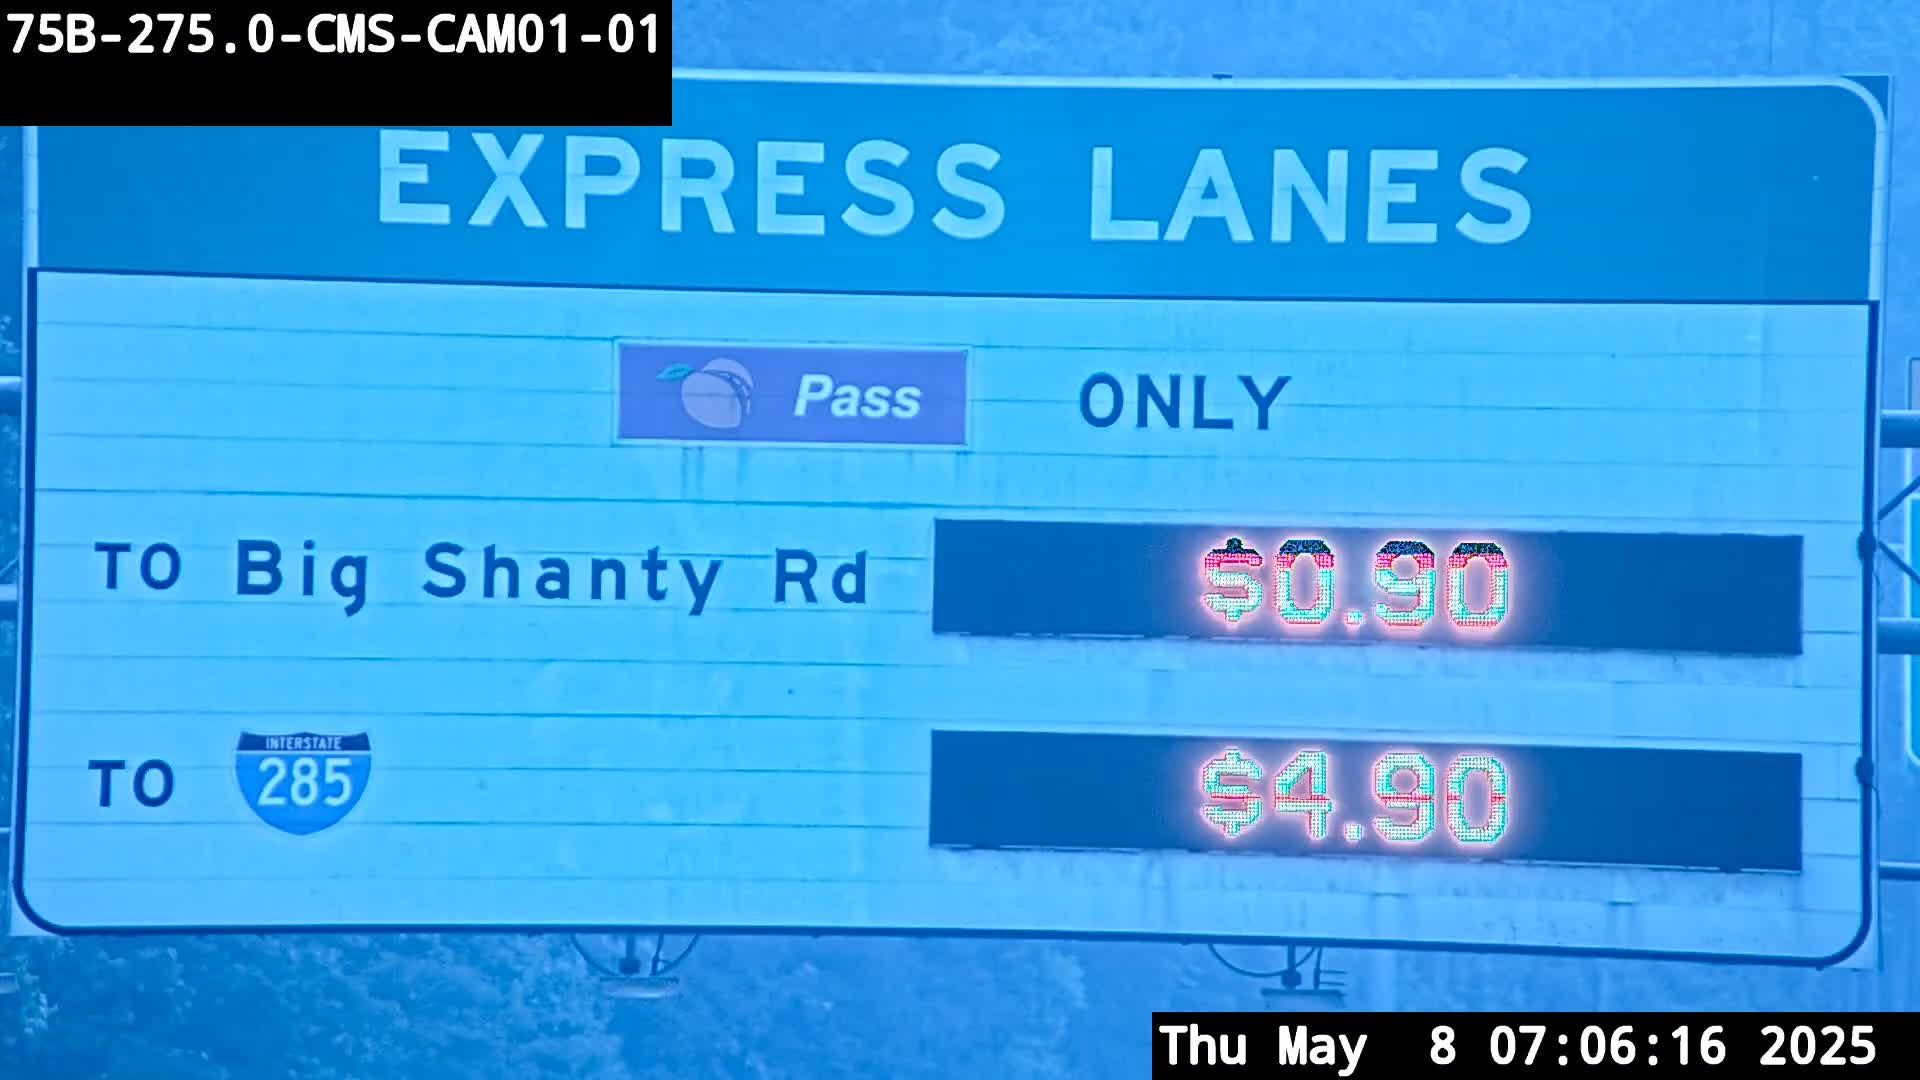 75B-275.0-CMS-CAM01-01
EXPRESS LANES
Pass ONLY
TO Big Shanty Rd $0.90
INTERSTATE
TO 285 $4.90
Thu May 8 07:06:16 2025